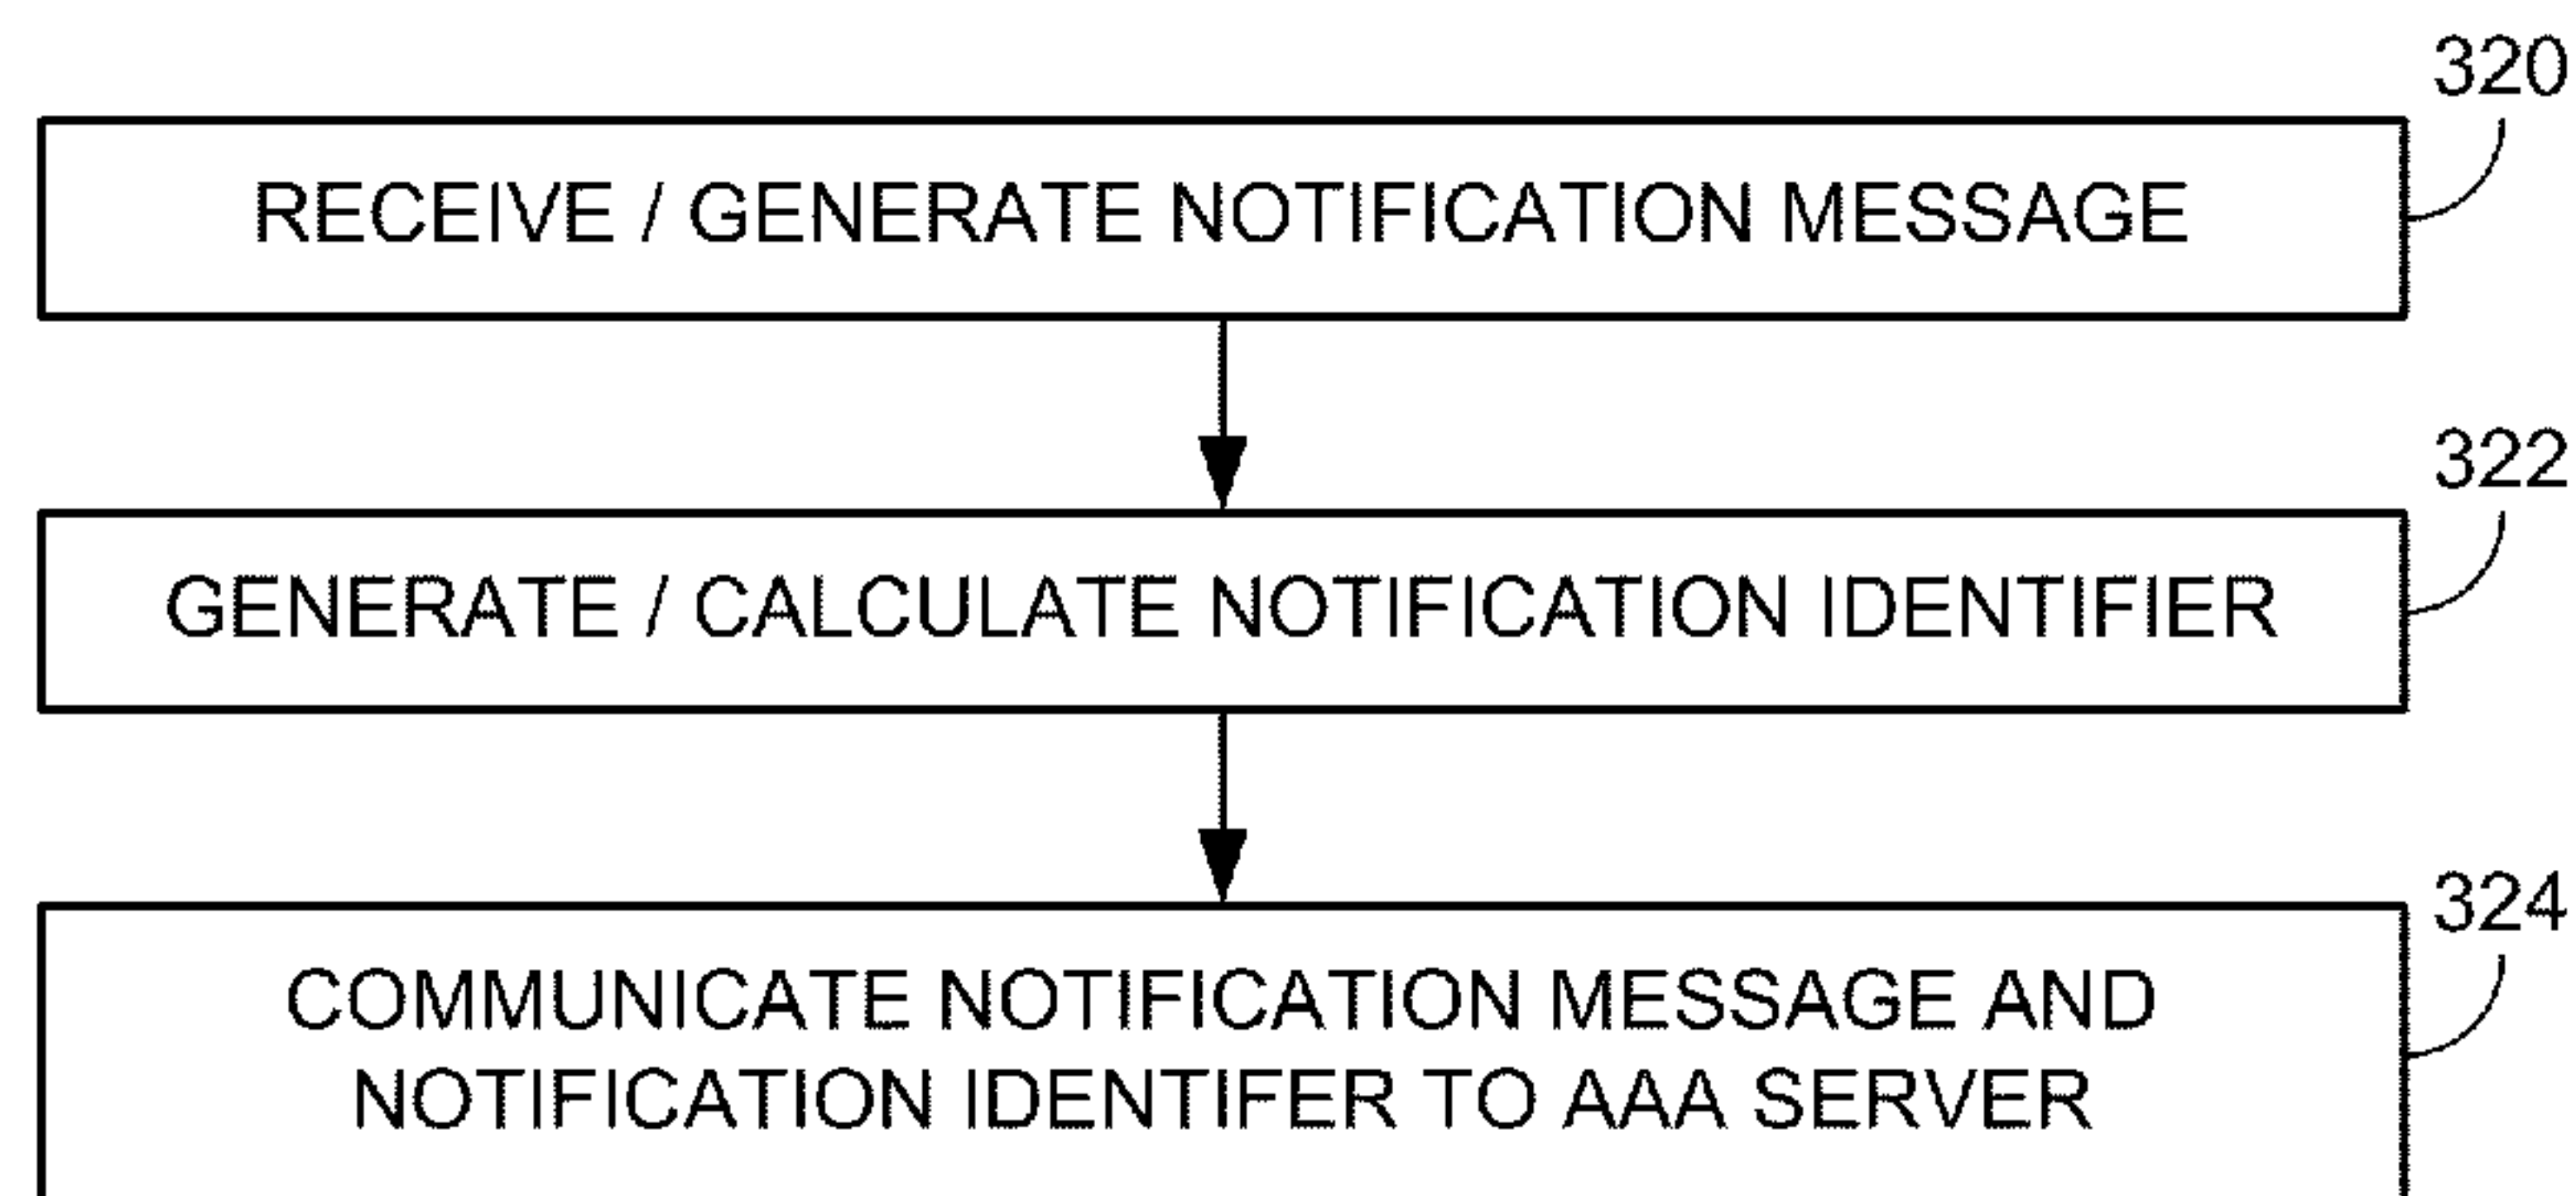 320
RECEIVE / GENERATE NOTIFICATION MESSAGE
322
GENERATE / CALCULATE NOTIFICATION IDENTIFIER
324
COMMUNICATE NOTIFICATION MESSAGE AND
NOTIFICATION IDENTIFER TO AAA SERVER